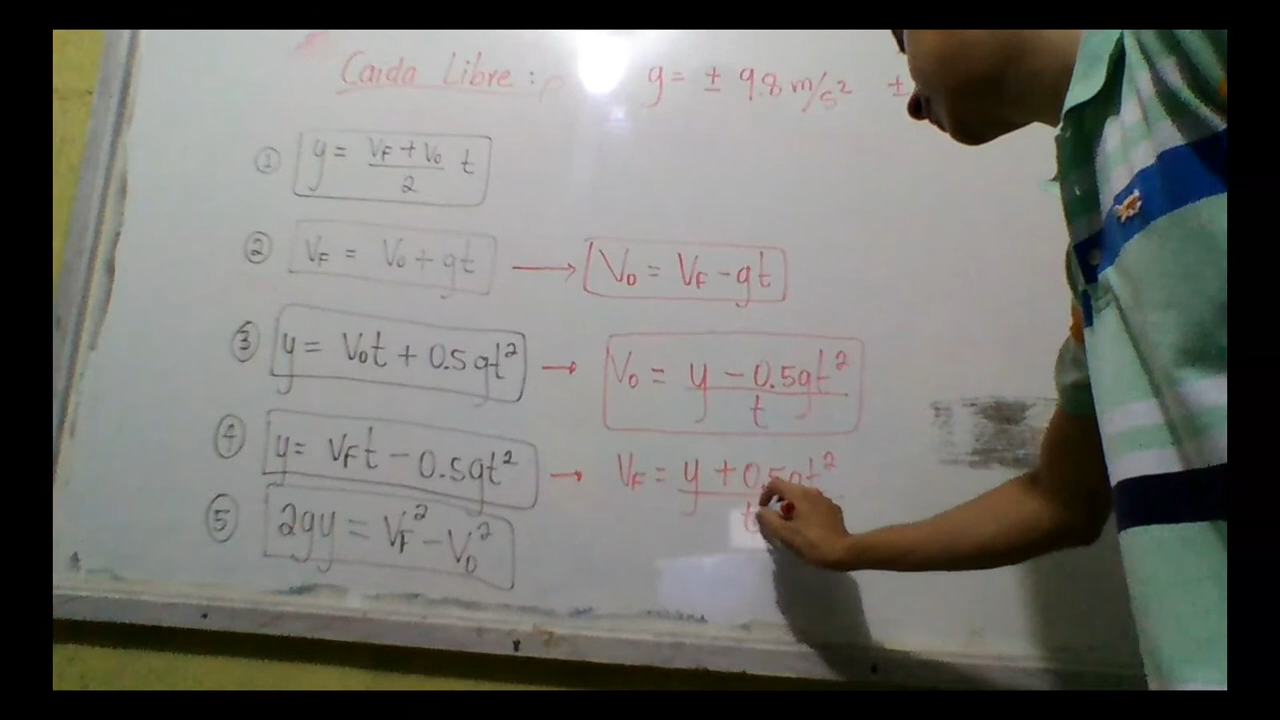 Caida Libre: g = ± 9.8 m/s² ±
① y = (VF + V0)/2 t
② VF = V0 + gt → V0 = VF - gt
③ y = V0t + 0.5gt² → V0 = (y - 0.5gt²)/t
④ y = VFt - 0.5gt² → VF = (y + 0.5gt²)/t
⑤ 2gy = VF² - V0²